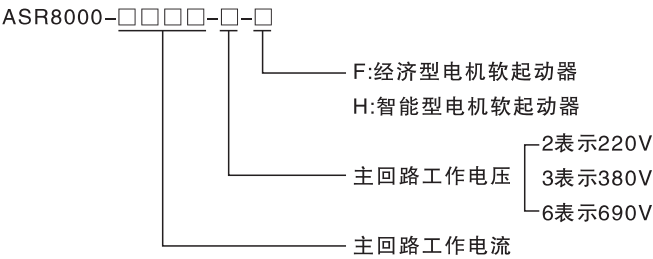 ASR8000-□□□□-□-□
F:经济型电机软起动器
H:智能型电机软起动器
主回路工作电压
2表示220V
3表示380V
6表示690V
主回路工作电流